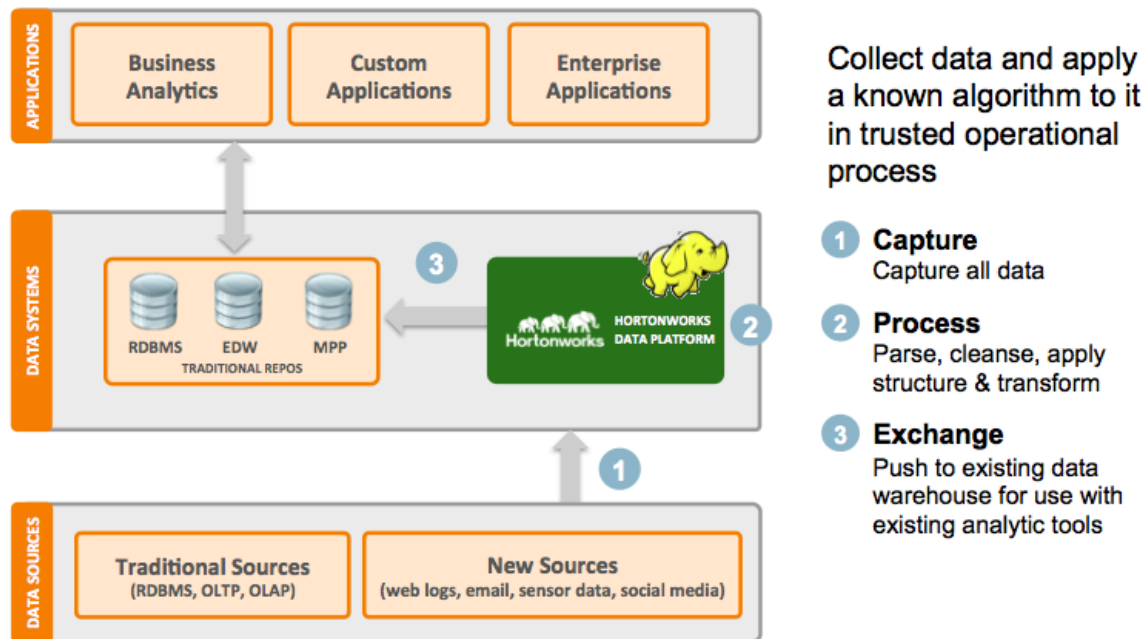 APPLICATIONS
Business
Analytics
Custom
Applications
Enterprise
Applications
DATA SYSTEMS
RDBMS
EDW
MPP
TRADITIONAL REPOS
3
Hortonworks
HORTONWORKS
DATA PLATFORM
2
1
DATA SOURCES
Traditional Sources
(RDBMS, OLTP, OLAP)
New Sources
(web logs, email, sensor data, social media)
Collect data and apply
a known algorithm to it
in trusted operational
process
1 Capture
Capture all data
2 Process
Parse, cleanse, apply
structure & transform
3 Exchange
Push to existing data
warehouse for use with
existing analytic tools